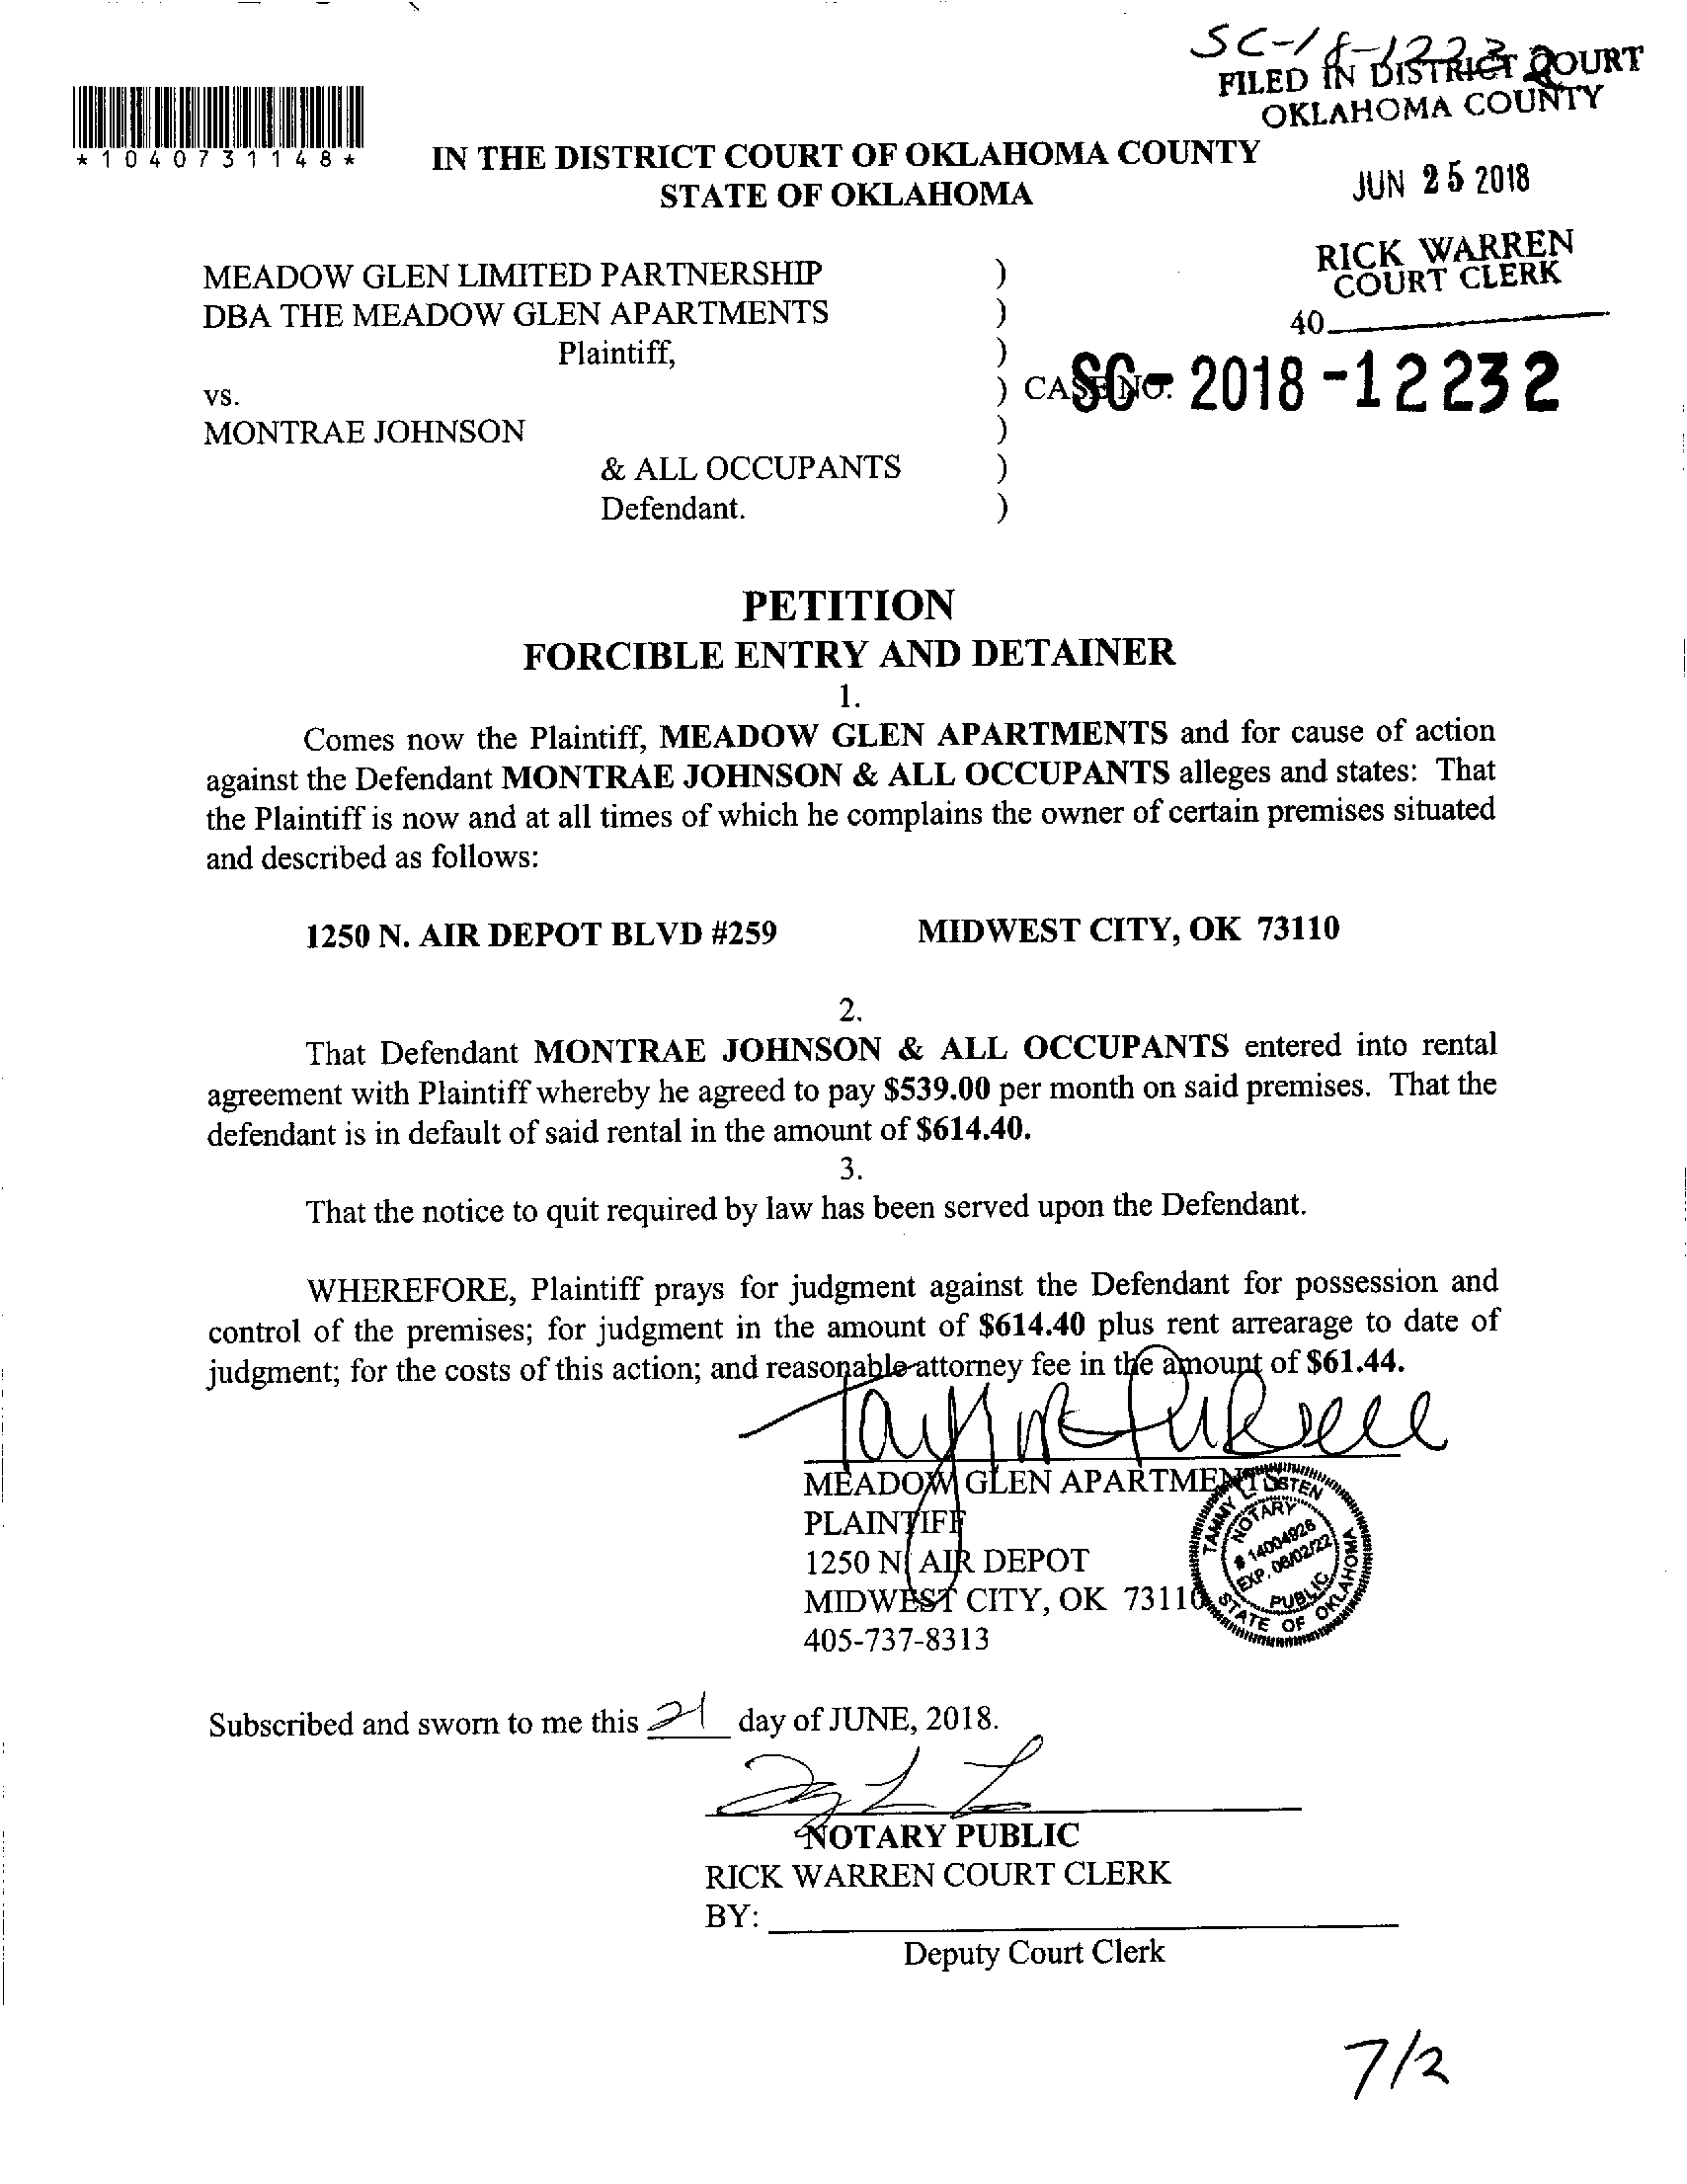 SC-18-12232
FILED IN DISTRICT COURT
OKLAHOMA COUNTY
*1040731148*
IN THE DISTRICT COURT OF OKLAHOMA COUNTY
STATE OF OKLAHOMA
JUN 25 2018
RICK WARREN
COURT CLERK
40
MEADOW GLEN LIMITED PARTNERSHIP )
DBA THE MEADOW GLEN APARTMENTS )
Plaintiff, )
vs. ) CASE NO. SC-2018-12232
MONTRAE JOHNSON )
& ALL OCCUPANTS )
Defendant. )
PETITION
FORCIBLE ENTRY AND DETAINER
1.
Comes now the Plaintiff, MEADOW GLEN APARTMENTS and for cause of action
against the Defendant MONTRAE JOHNSON & ALL OCCUPANTS alleges and states: That
the Plaintiff is now and at all times of which he complains the owner of certain premises situated
and described as follows:
1250 N. AIR DEPOT BLVD #259 MIDWEST CITY, OK 73110
2.
That Defendant MONTRAE JOHNSON & ALL OCCUPANTS entered into rental
agreement with Plaintiff whereby he agreed to pay $539.00 per month on said premises. That the
defendant is in default of said rental in the amount of $614.40.
3.
That the notice to quit required by law has been served upon the Defendant.
WHEREFORE, Plaintiff prays for judgment against the Defendant for possession and
control of the premises; for judgment in the amount of $614.40 plus rent arrearage to date of
judgment; for the costs of this action; and reasonable attorney fee in the amount of $61.44.
MEADOW GLEN APARTMENTS
PLAINTIFF
1250 N. AIR DEPOT
MIDWEST CITY, OK 73110
405-737-8313
TAMMY L. LISTEN
NOTARY
# 14004926
EXP. 06/02/22
PUBLIC
STATE OF OKLAHOMA
Subscribed and sworn to me this 21 day of JUNE, 2018.
NOTARY PUBLIC
RICK WARREN COURT CLERK
BY:
Deputy Court Clerk
7/2